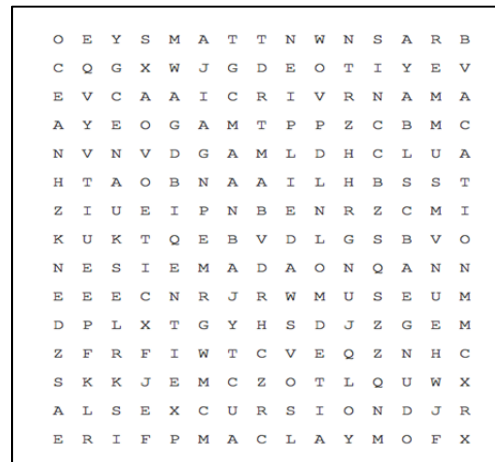 O E Y S M A T T N W N S A R B
C Q G X W J G D E O T I Y E V
E V C A A I C R I V R N A M A
A Y E O G A M T P P Z C B M C
N V N V D G A M L D H C L U A
H T A O B N A A I L H B S S T
Z I U E I P N B E N R Z C M I
K U K T Q E B V D L G S B V O
N E S I E M A D A O N Q A N N
E E E C N R J R W M U S E U M
D P L X T G Y H S D J Z G E M
Z F R F I W T C V E Q Z N H C
S K K J E M C Z O T L Q U W X
A L S E X C U R S I O N D J R
E R I F P M A C L A Y M O F X